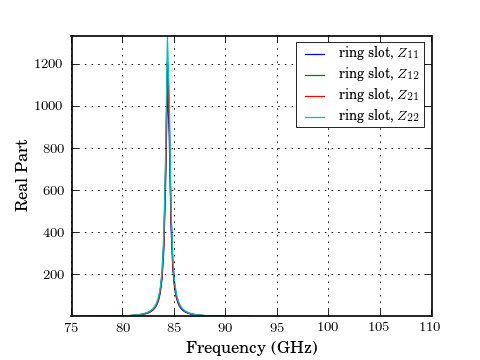 ring slot, Z11
ring slot, Z12
ring slot, Z21
ring slot, Z22
Real Part
1200
1000
800
600
400
200
75 80 85 90 95 100 105 110
Frequency (GHz)